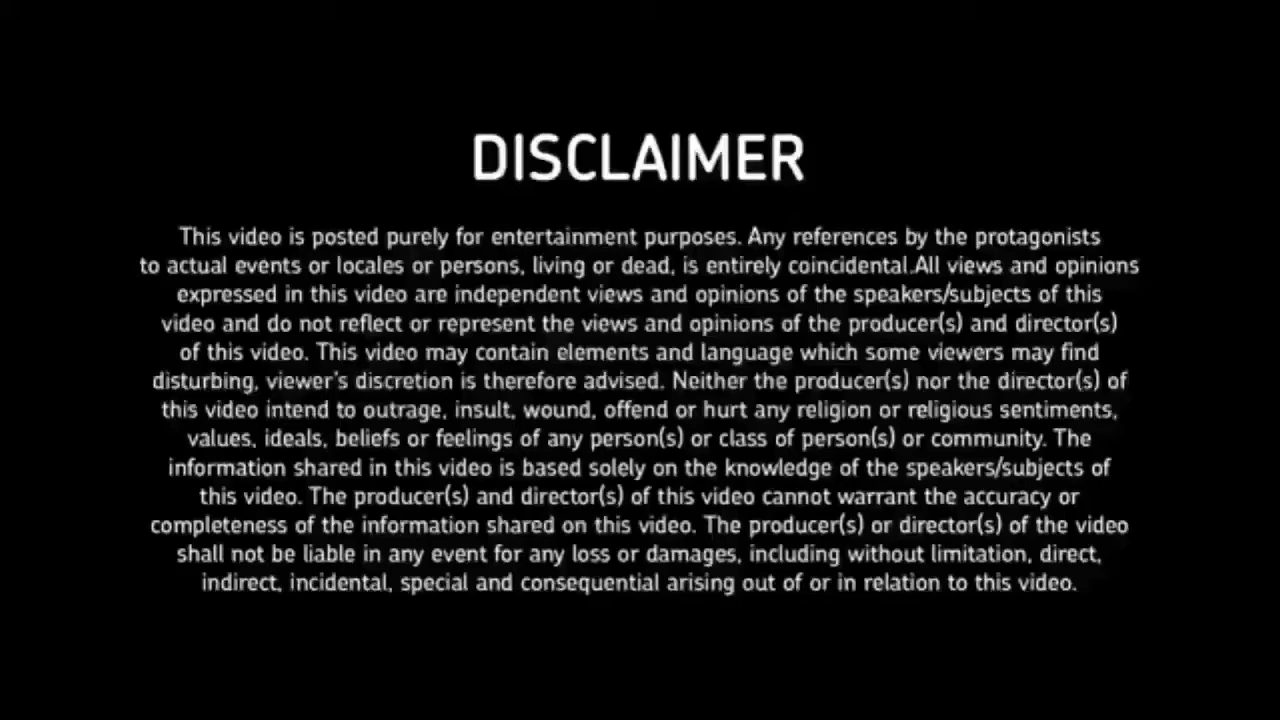 DISCLAIMER
This video is posted purely for entertainment purposes. Any references by the protagonists
to actual events or locales or persons, living or dead, is entirely coincidental.All views and opinions
expressed in this video are independent views and opinions of the speakers/subjects of this
video and do not reflect or represent the views and opinions of the producer(s) and director(s)
of this video. This video may contain elements and language which some viewers may find
disturbing, viewer's discretion is therefore advised. Neither the producer(s) nor the director(s) of
this video intend to outrage, insult, wound, offend or hurt any religion or religious sentiments,
values, ideals, beliefs or feelings of any person(s) or class of person(s) or community. The
information shared in this video is based solely on the knowledge of the speakers/subjects of
this video. The producer(s) and director(s) of this video cannot warrant the accuracy or
completeness of the information shared on this video. The producer(s) or director(s) of the video
shall not be liable in any event for any loss or damages, including without limitation, direct,
indirect, incidental, special and consequential arising out of or in relation to this video.